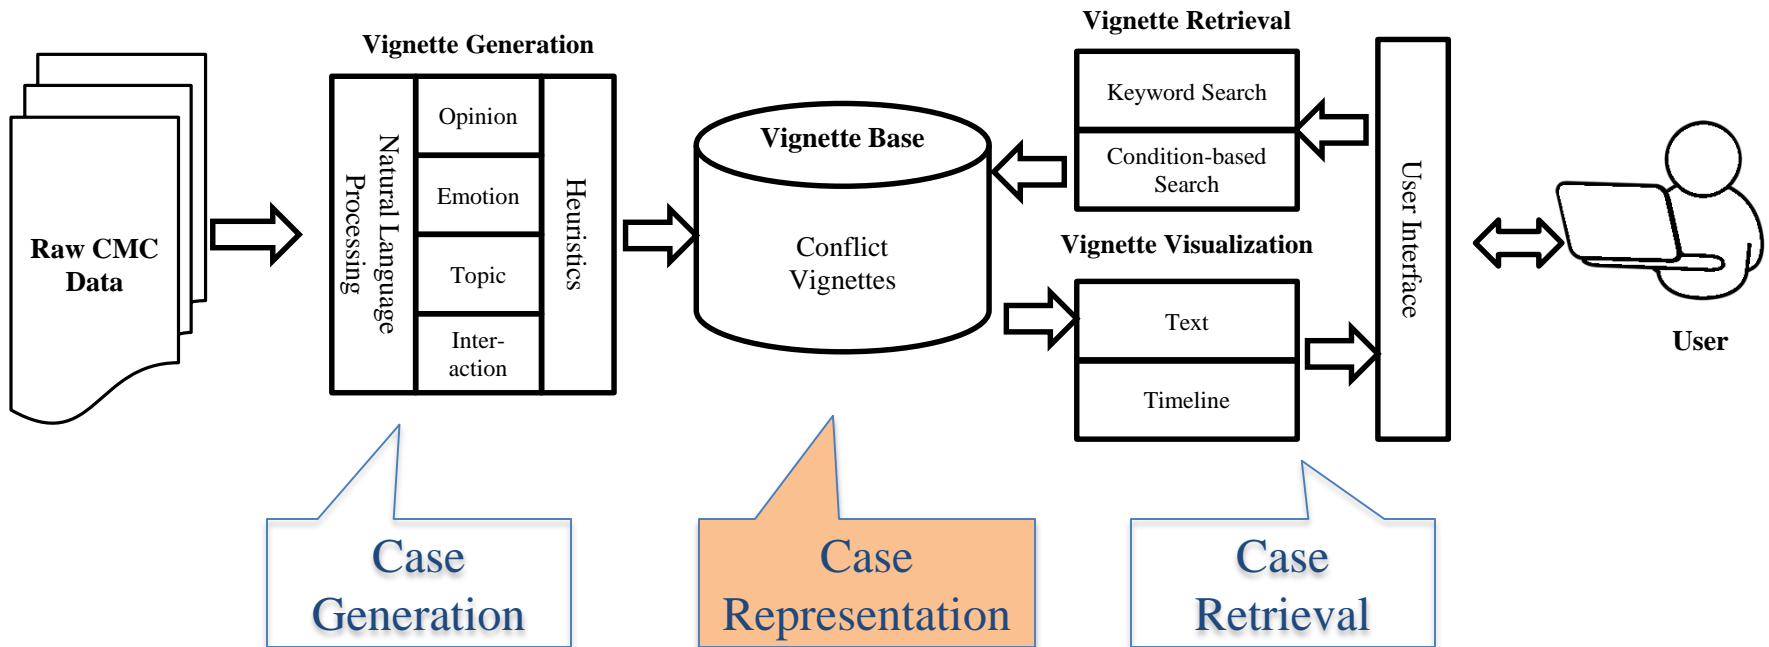 Vignette Generation
Raw CMC
Data
Natural Language
Processing
Opinion
Emotion
Topic
Inter-
action
Heuristics
Vignette Base
Conflict
Vignettes
Vignette Retrieval
Keyword Search
Condition-based
Search
Vignette Visualization
Text
Timeline
User Interface
User
Case
Generation
Case
Representation
Case
Retrieval